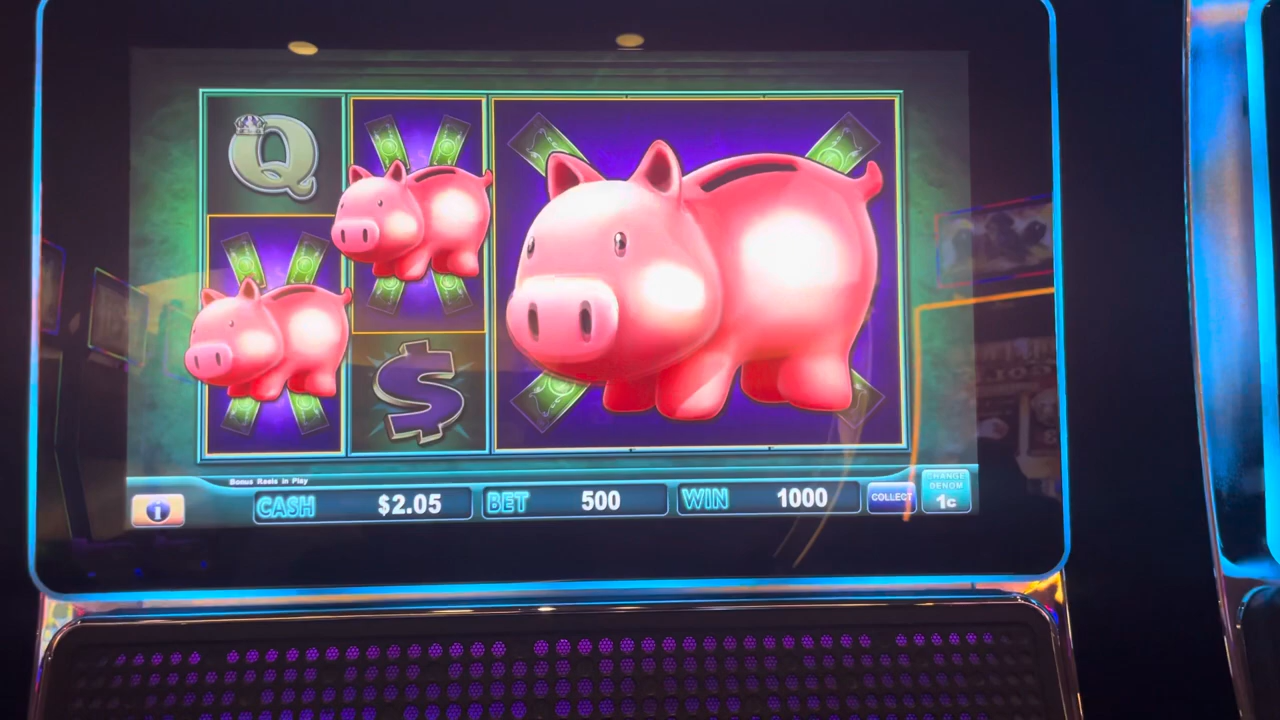 Q
$
Bonus Reels in Play
CASH $2.05 BET 500 WIN 1000 COLLECT
CHANGE
DENOM
1c
i